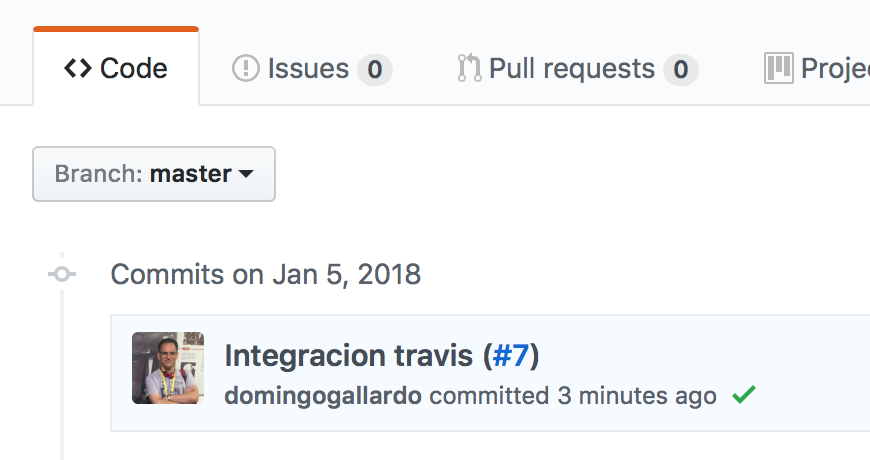 Code Issues 0 Pull requests 0 Proje
Branch: master
Commits on Jan 5, 2018
Integracion travis (#7)
domingogallardo committed 3 minutes ago